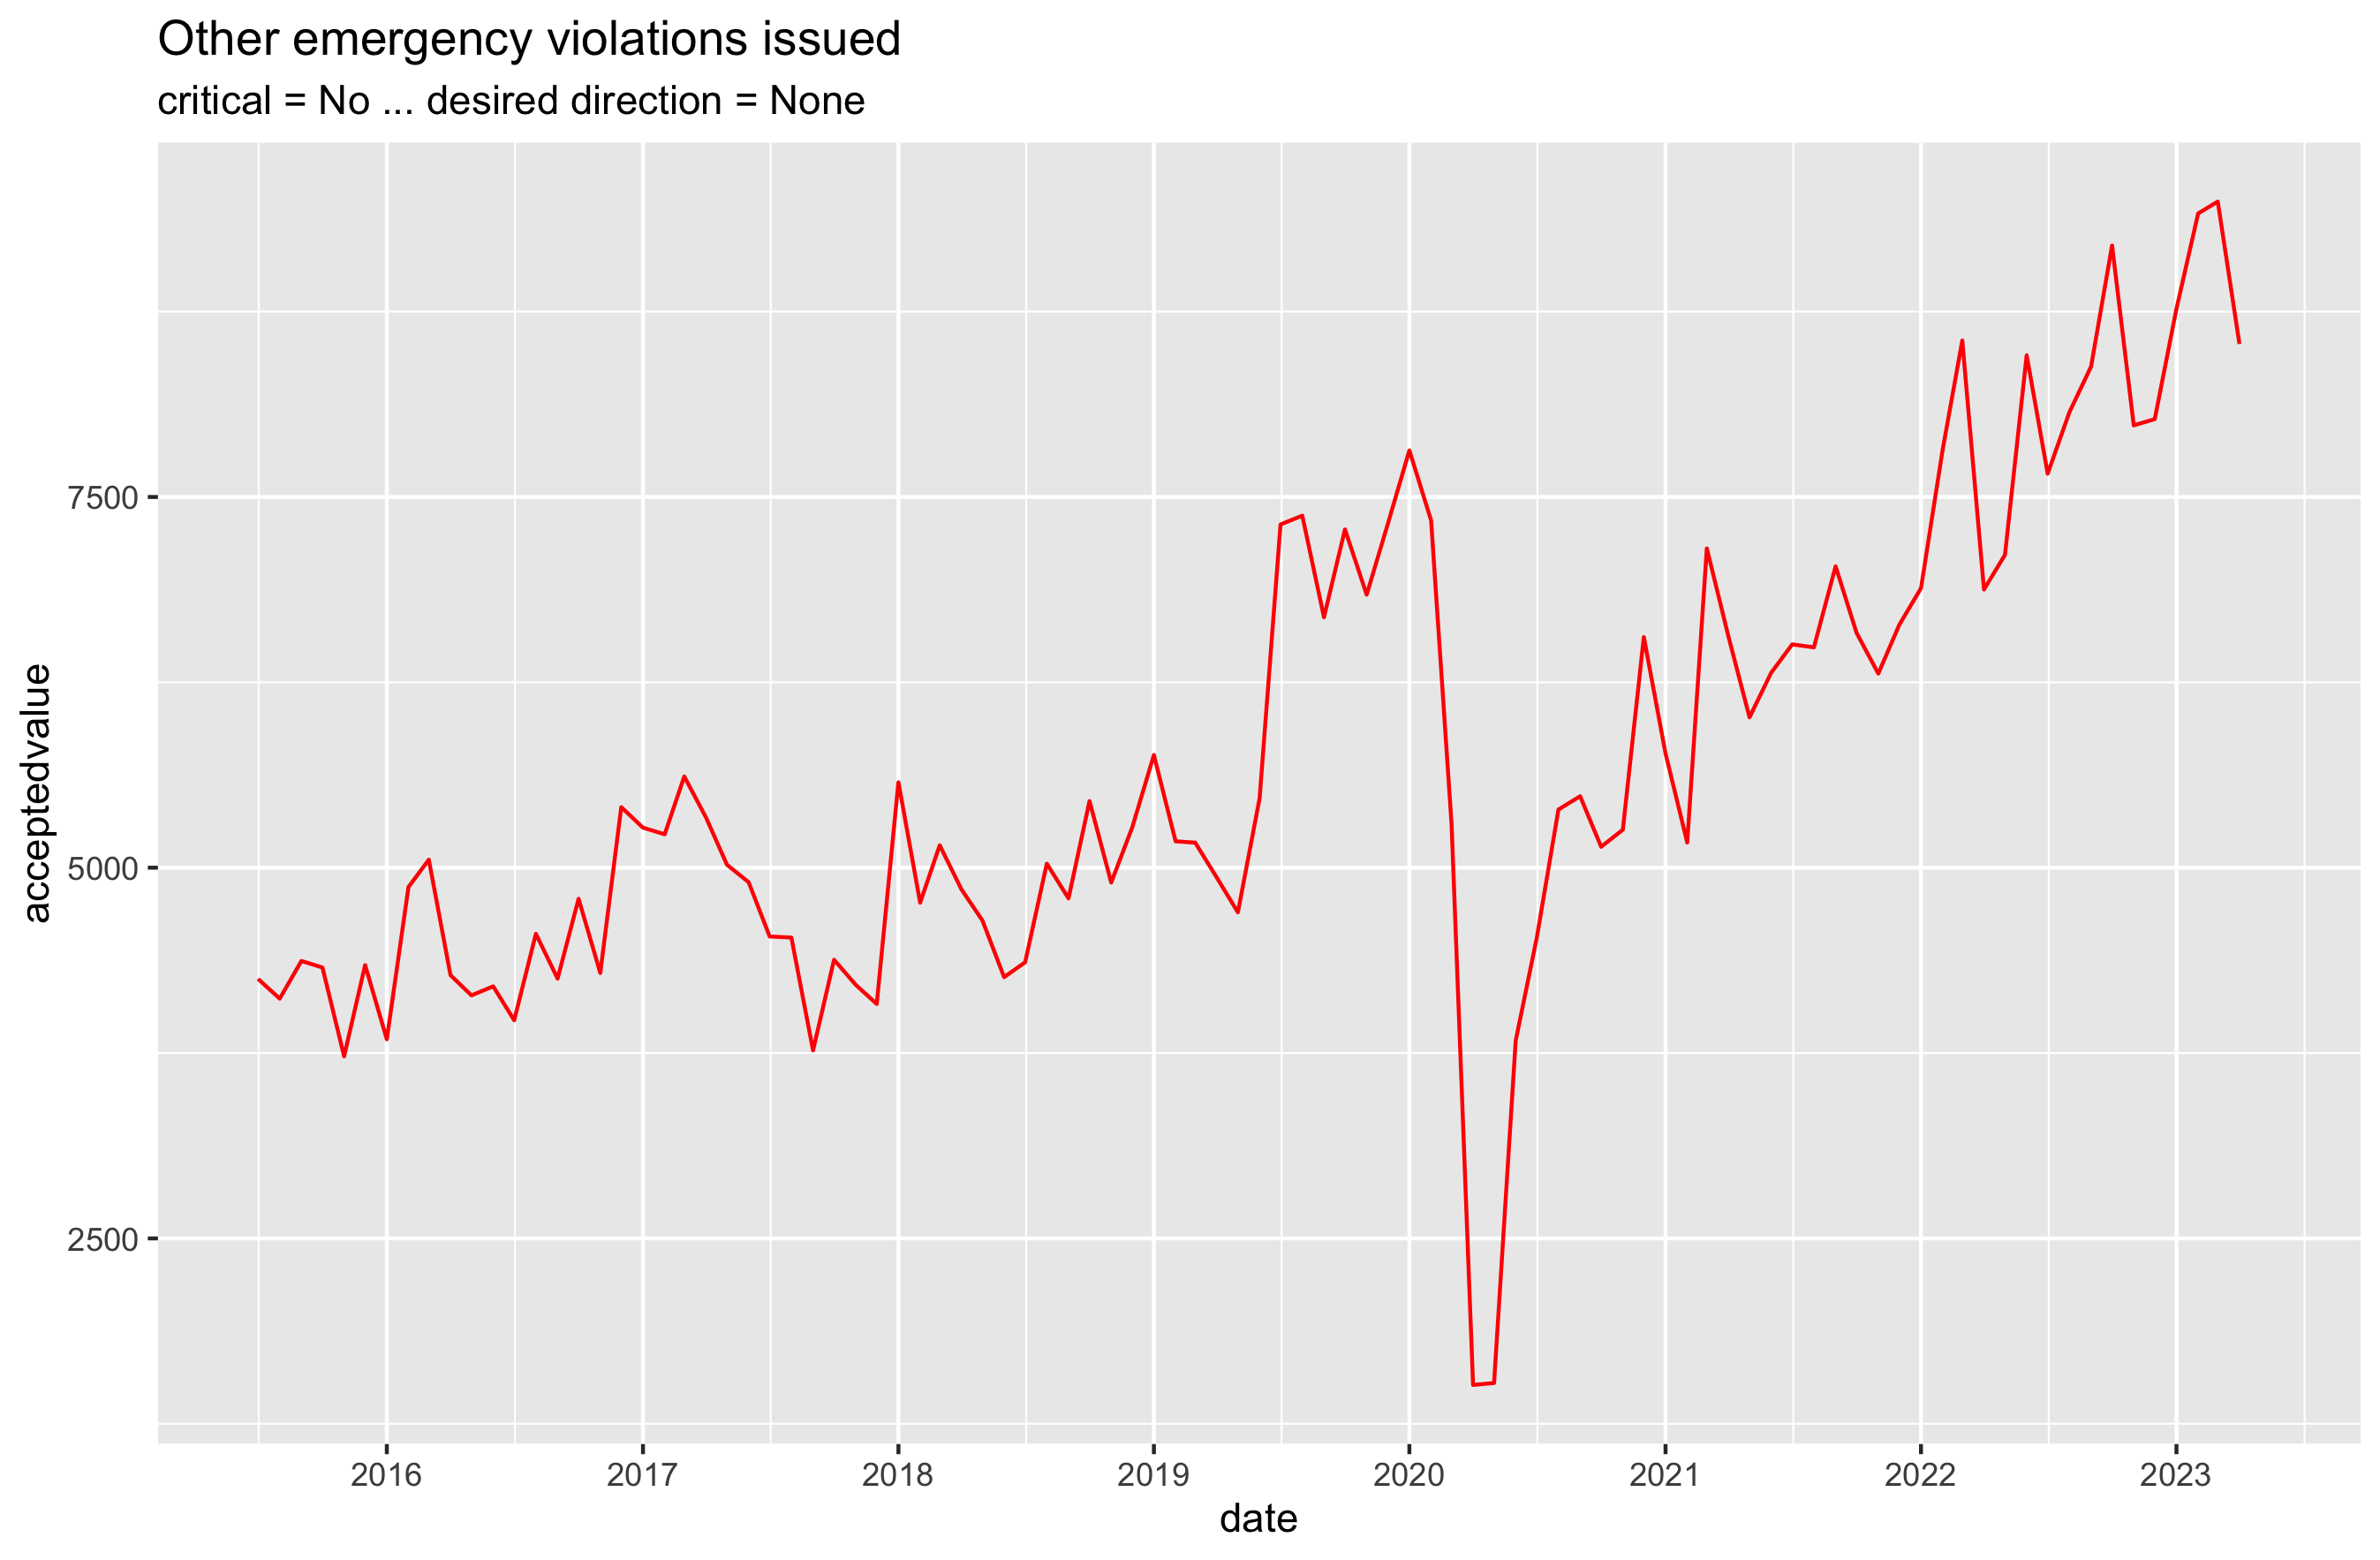 Other emergency violations issued
critical = No ... desired direction = None
acceptedvalue
7500
5000
2500
2016 2017 2018 2019 2020 2021 2022 2023
date